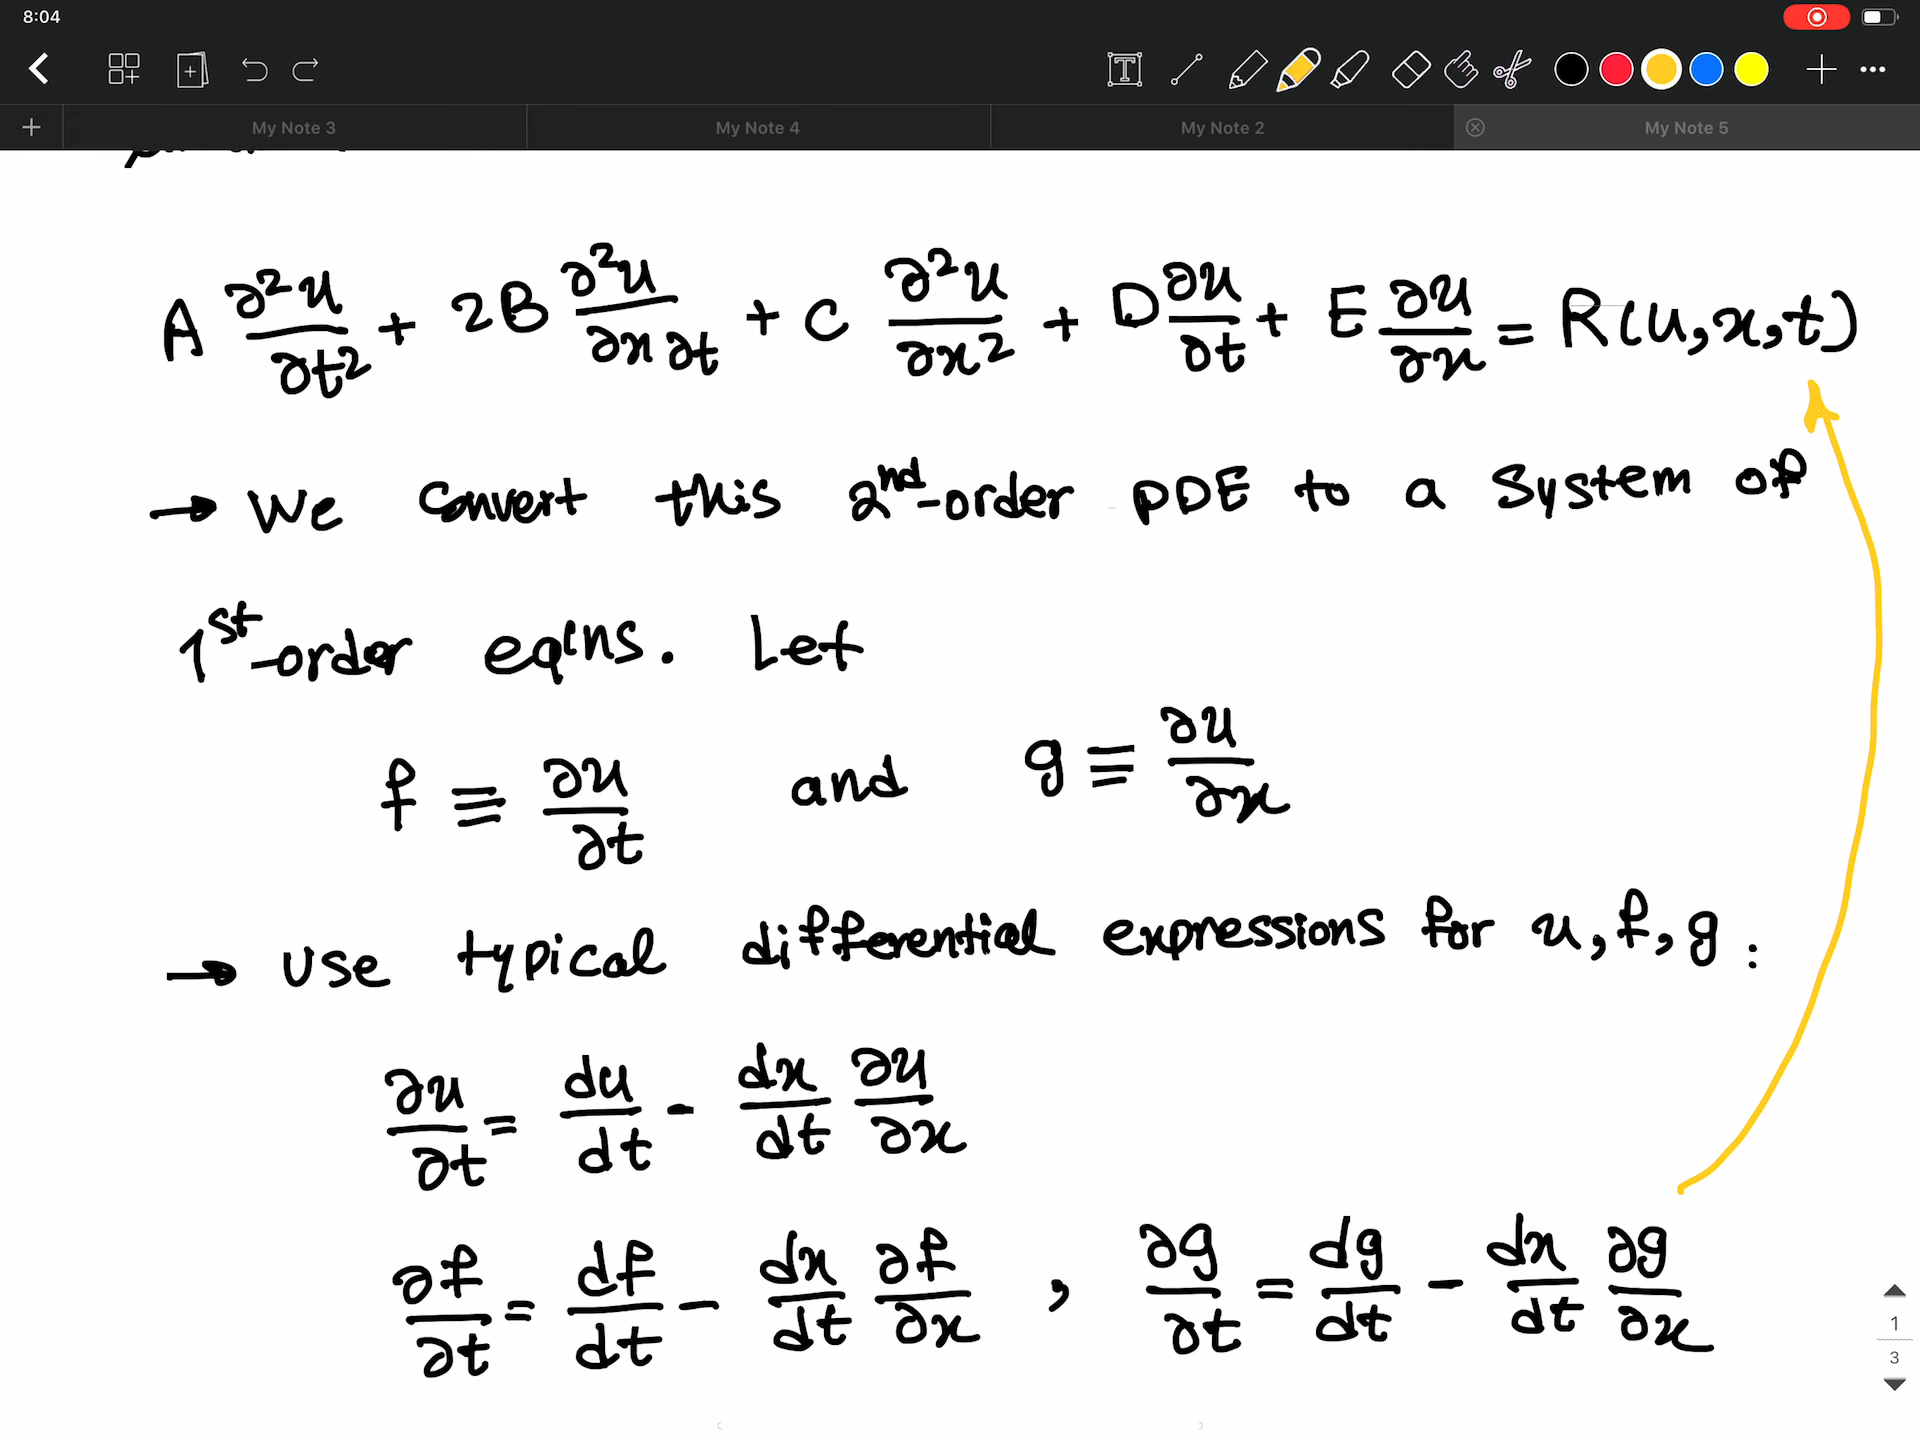 8:04
My Note 3 My Note 4 My Note 2 My Note 5
A ∂²u/∂t² + 2B ∂²u/∂x∂t + C ∂²u/∂x² + D ∂u/∂t + E ∂u/∂x = R(u,x,t)
→ We convert this 2nd-order PDE to a system of
1st-order eqns. Let
f ≡ ∂u/∂t and g ≡ ∂u/∂x
→ Use typical differential expressions for u, f, g :
∂u/∂t = du/dt - dx/dt ∂u/∂x
∂f/∂t = df/dt - dx/dt ∂f/∂x , ∂g/∂t = dg/dt - dx/dt ∂g/∂x
1
3